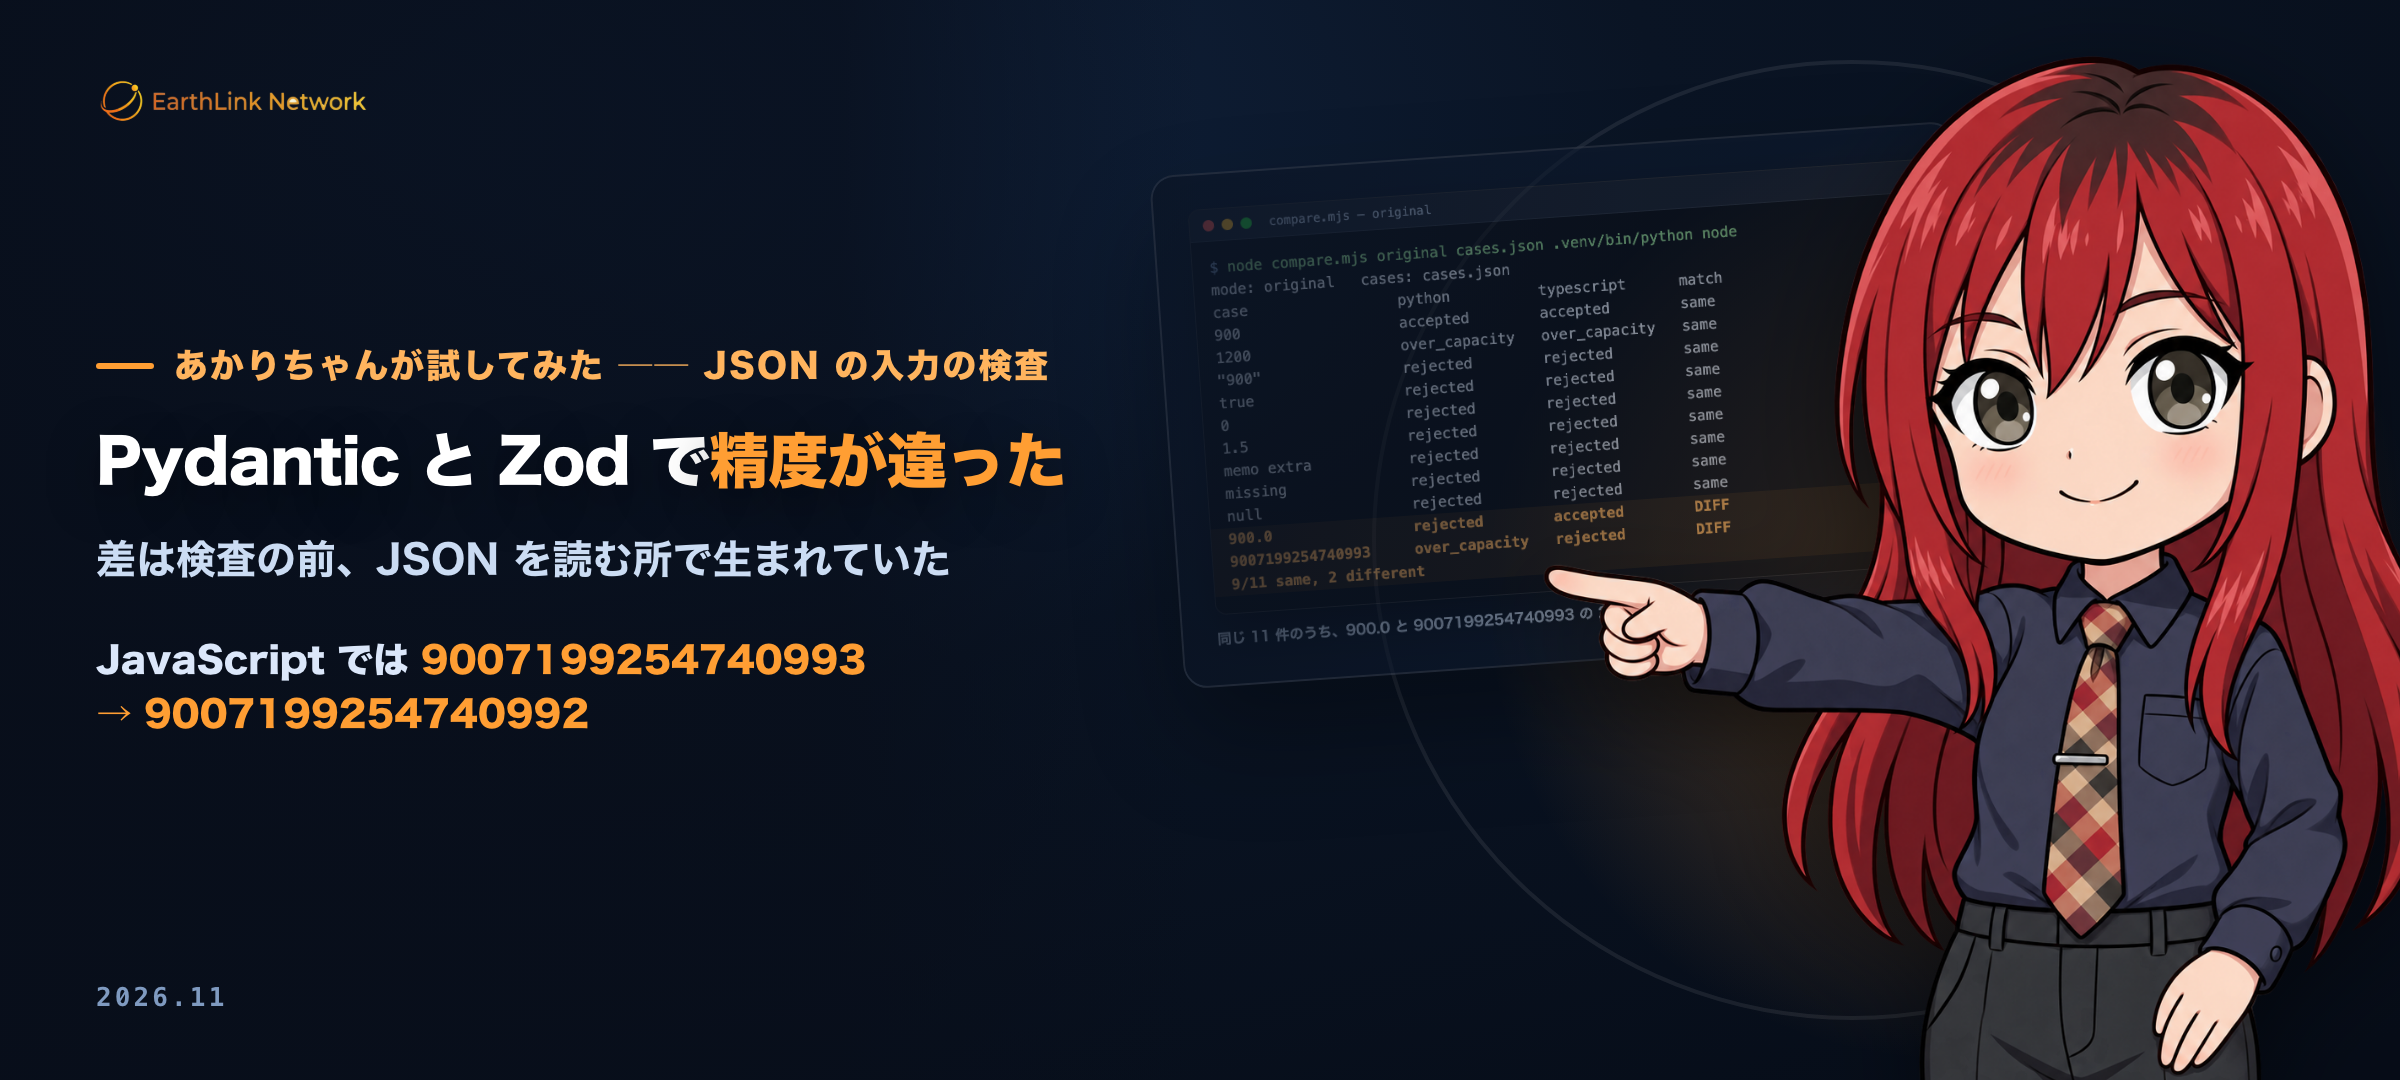 EarthLink Network
あかりちゃんが試してみた ── JSON の入力の検査
Pydantic と Zod で精度が違った
差は検査の前、JSON を読む所で生まれていた
JavaScript では 9007199254740993
→ 9007199254740992
2026.11
compare.mjs — original
$ node compare.mjs original cases.json .venv/bin/python node
mode: original cases: cases.json
case python typescript match
900 accepted accepted same
1200 over_capacity over_capacity same
"900" rejected rejected same
true rejected rejected same
0 rejected rejected same
1.5 rejected rejected same
memo extra rejected rejected same
missing rejected rejected same
null rejected rejected same
900.0 rejected accepted DIFF
9007199254740993 over_capacity rejected DIFF
9/11 same, 2 different
同じ 11 件のうち、900.0 と 9007199254740993 の